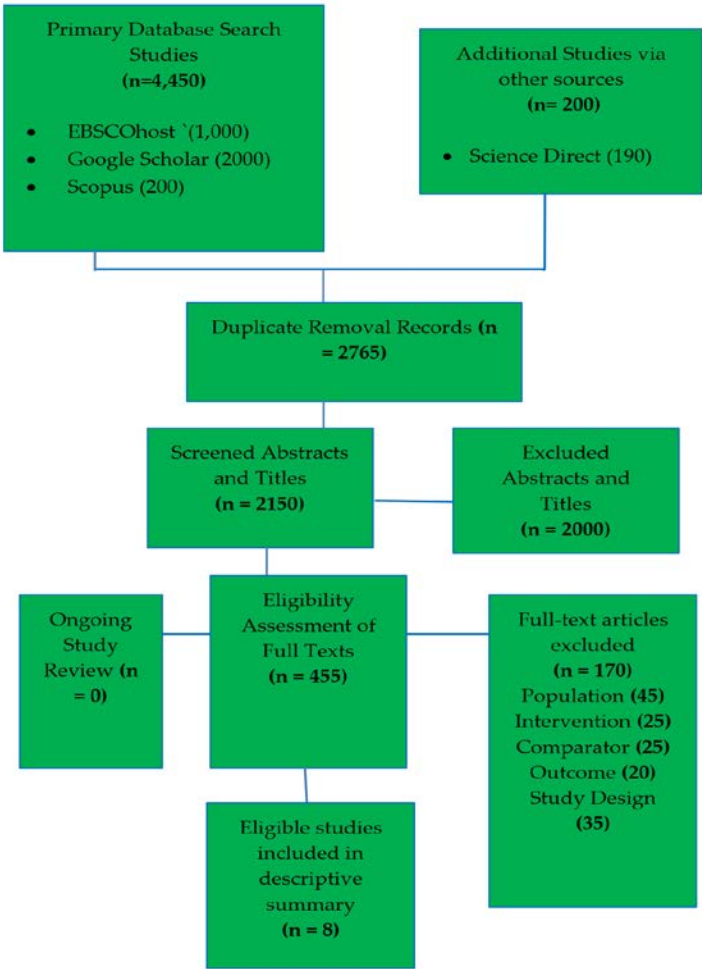 Primary Database Search
Studies
(n=4,450)
• EBSCOhost `(1,000)
• Google Scholar (2000)
• Scopus (200)
Additional Studies via
other sources
(n= 200)
• Science Direct (190)
Duplicate Removal Records (n
= 2765)
Screened Abstracts
and Titles
(n = 2150)
Excluded
Abstracts and
Titles
(n = 2000)
Ongoing
Study
Review (n
= 0)
Eligibility
Assessment of
Full Texts
(n = 455)
Full-text articles
excluded
(n = 170)
Population (45)
Intervention (25)
Comparator (25)
Outcome (20)
Study Design
(35)
Eligible studies
included in
descriptive
summary
(n = 8)